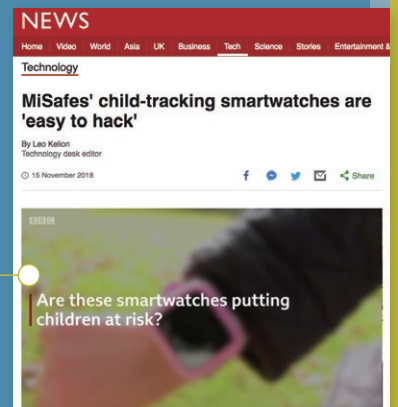 NEWS
Home Video World Asia UK Business Tech Science Stories Entertainment &
Technology
MiSafes' child-tracking smartwatches are
'easy to hack'
By Leo Kelion
Technology desk editor
15 November 2018
f Share
BBC
Are these smartwatches putting
children at risk?